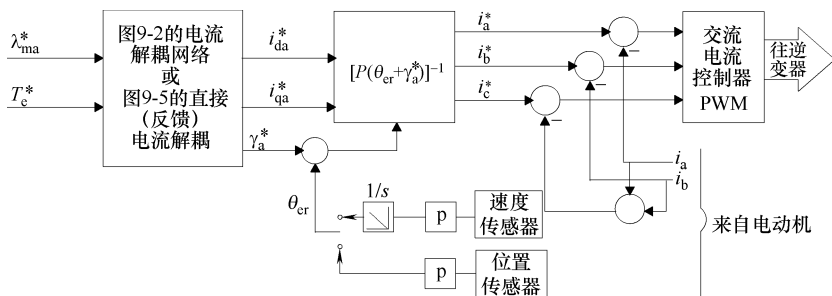 λ*ma
T*e
图9-2的电流
解耦网络
或
图9-5的直接
（反馈）
电流解耦
i*da
i*qa
γ*a
[P(θer+γ*a)]⁻¹
i*a
i*b
i*c
交流
电流
控制器
PWM
往逆
变器
ia
ib
来自电动机
θer
1/s
p
速度
传感器
p
位置
传感器